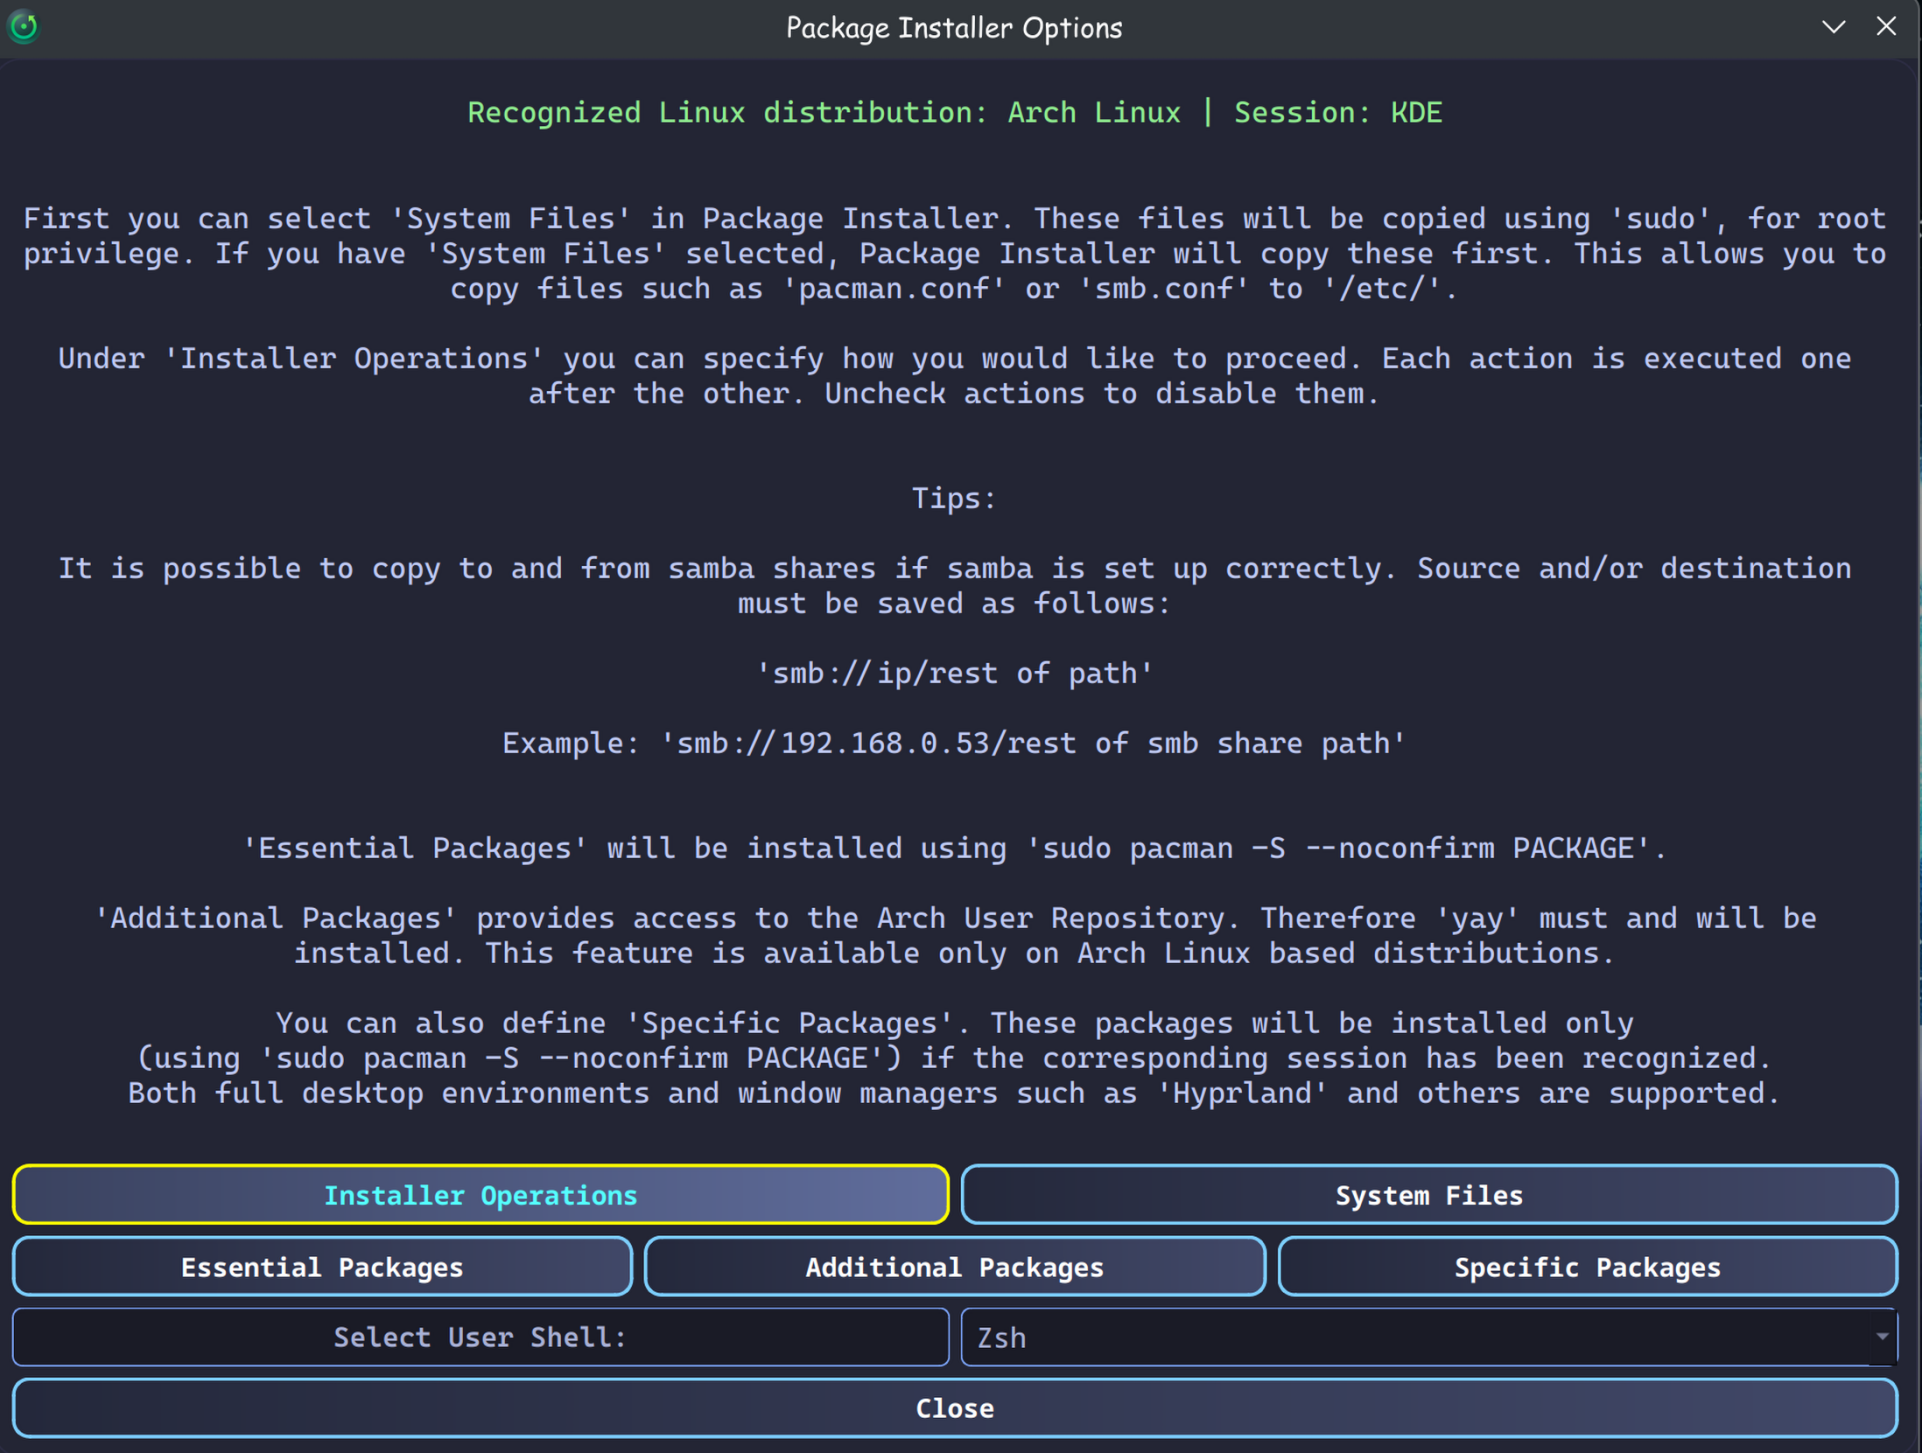 Package Installer Options
Recognized Linux distribution: Arch Linux | Session: KDE
First you can select 'System Files' in Package Installer. These files will be copied using 'sudo', for root
privilege. If you have 'System Files' selected, Package Installer will copy these first. This allows you to
copy files such as 'pacman.conf' or 'smb.conf' to '/etc/'.
Under 'Installer Operations' you can specify how you would like to proceed. Each action is executed one
after the other. Uncheck actions to disable them.
Tips:
It is possible to copy to and from samba shares if samba is set up correctly. Source and/or destination
must be saved as follows:
'smb://ip/rest of path'
Example: 'smb://192.168.0.53/rest of smb share path'
'Essential Packages' will be installed using 'sudo pacman -S --noconfirm PACKAGE'.
'Additional Packages' provides access to the Arch User Repository. Therefore 'yay' must and will be
installed. This feature is available only on Arch Linux based distributions.
You can also define 'Specific Packages'. These packages will be installed only
(using 'sudo pacman -S --noconfirm PACKAGE') if the corresponding session has been recognized.
Both full desktop environments and window managers such as 'Hyprland' and others are supported.
Installer Operations
System Files
Essential Packages
Additional Packages
Specific Packages
Select User Shell:
Zsh
Close